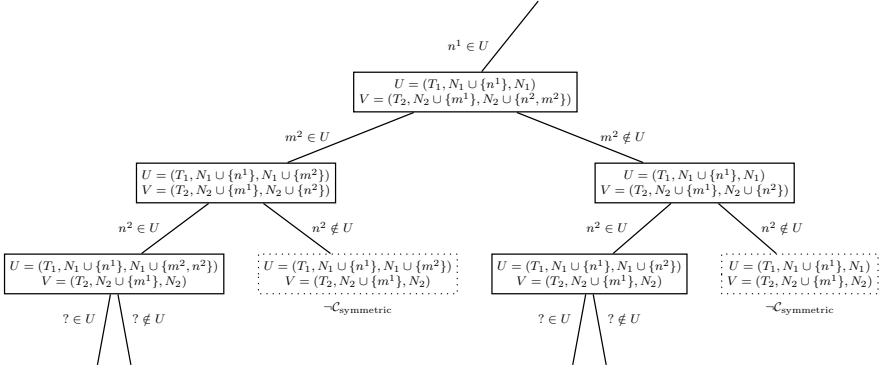 n¹ ∈ U
U = (T₁, N₁ ∪ {n¹}, N₁)
V = (T₂, N₂ ∪ {m¹}, N₂ ∪ {n², m²})
m² ∈ U
m² ∉ U
U = (T₁, N₁ ∪ {n¹}, N₁ ∪ {m²})
V = (T₂, N₂ ∪ {m¹}, N₂ ∪ {n²})
U = (T₁, N₁ ∪ {n¹}, N₁)
V = (T₂, N₂ ∪ {m¹}, N₂ ∪ {n²})
n² ∈ U
n² ∉ U
n² ∈ U
n² ∉ U
U = (T₁, N₁ ∪ {n¹}, N₁ ∪ {m², n²})
V = (T₂, N₂ ∪ {m¹}, N₂)
U = (T₁, N₁ ∪ {n¹}, N₁ ∪ {m²})
V = (T₂, N₂ ∪ {m¹}, N₂)
U = (T₁, N₁ ∪ {n¹}, N₁ ∪ {n²})
V = (T₂, N₂ ∪ {m¹}, N₂)
U = (T₁, N₁ ∪ {n¹}, N₁)
V = (T₂, N₂ ∪ {m¹}, N₂)
¬𝒞symmetric
¬𝒞symmetric
? ∈ U
? ∉ U
? ∈ U
? ∉ U